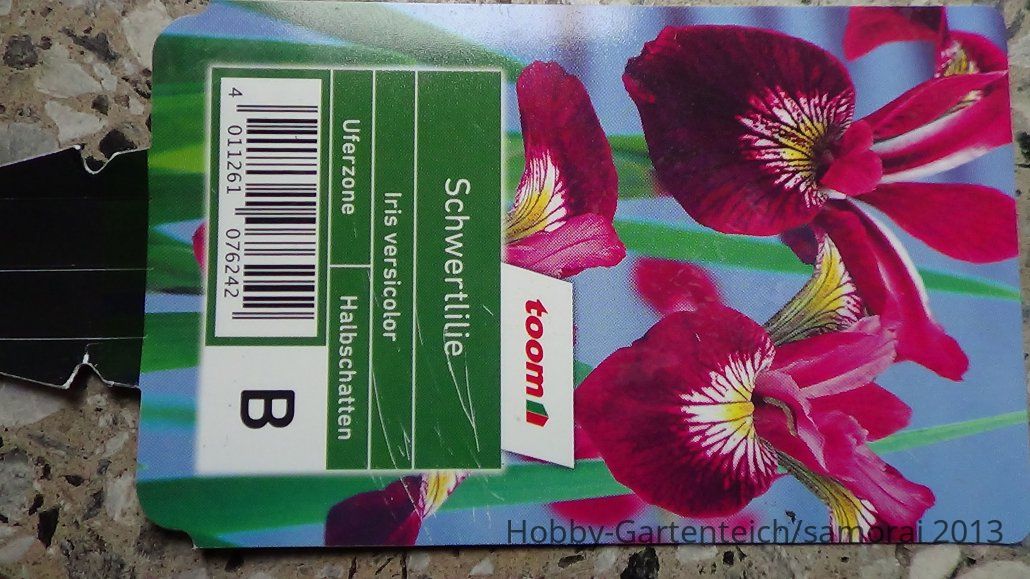 toom
Schwertlilie
Iris versicolor
Uferzone
Halbschatten
4 011261 076242
B
Hobby-Gartenteich/samorai 2013